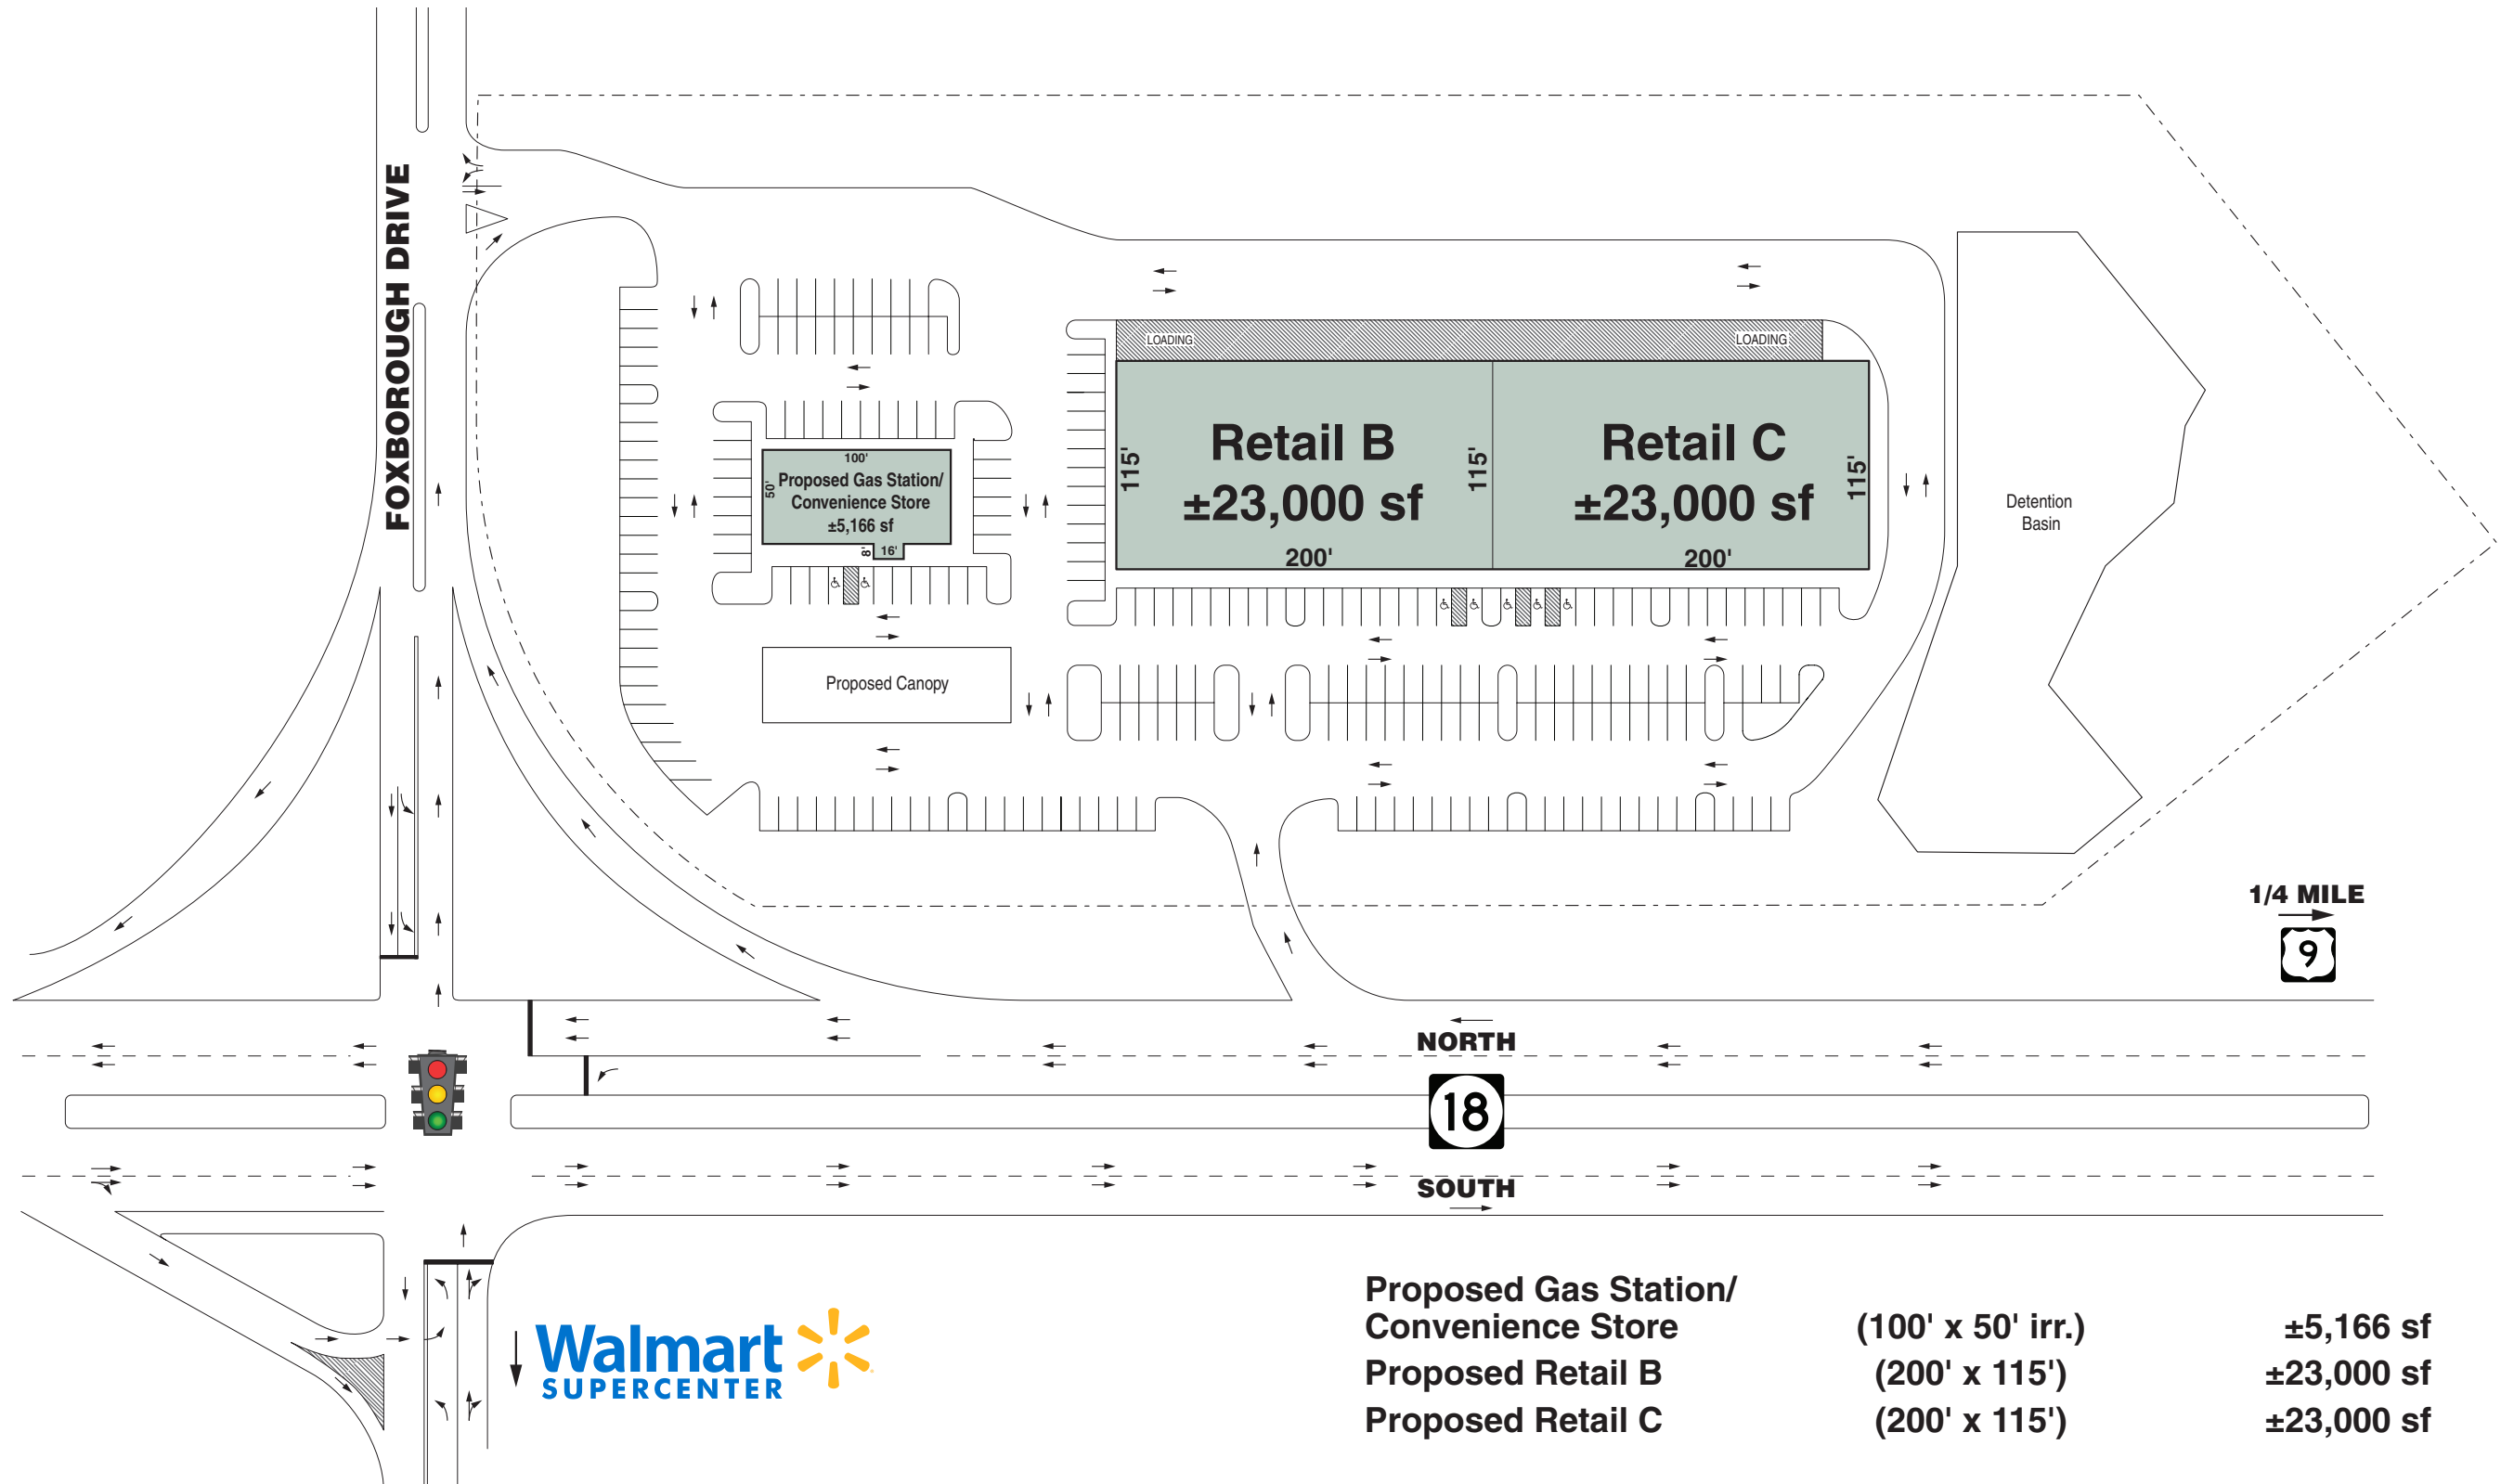 FOXBOROUGH DRIVE
LOADING
LOADING
100'
50'
Proposed Gas Station/
Convenience Store
±5,166 sf
8'
16'
Retail B
±23,000 sf
115'
200'
115'
Retail C
±23,000 sf
115'
200'
Detention
Basin
Proposed Canopy
1/4 MILE
9
NORTH
18
SOUTH
Walmart
SUPERCENTER
Proposed Gas Station/
Convenience Store (100' x 50' irr.) ±5,166 sf
Proposed Retail B (200' x 115') ±23,000 sf
Proposed Retail C (200' x 115') ±23,000 sf